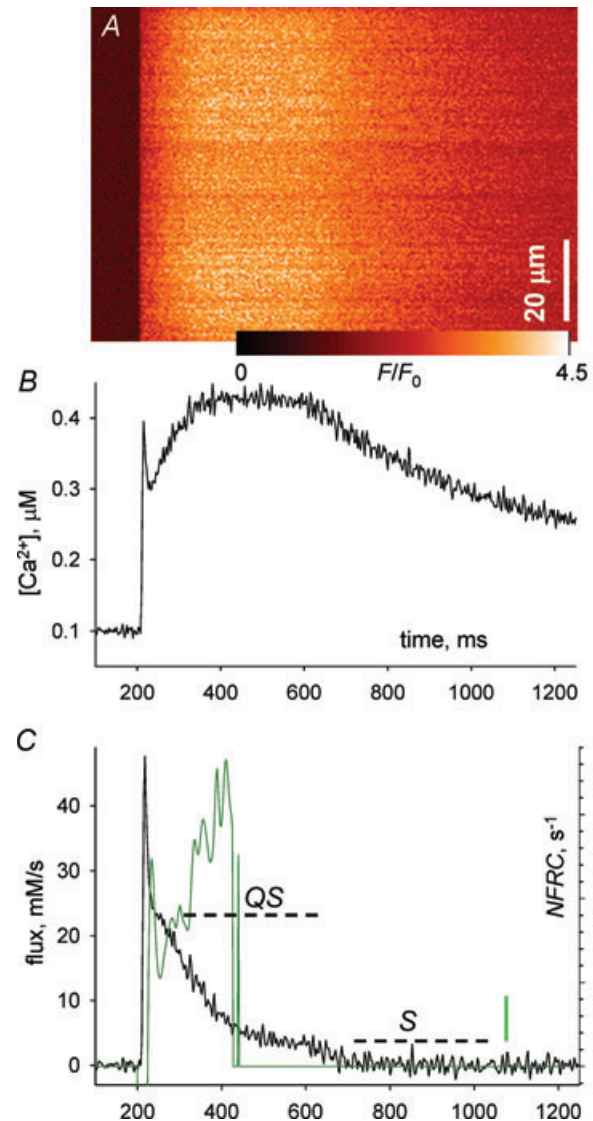 A
20 μm
0 F/F0 4.5
B
[Ca2+], μM
0.4
0.3
0.2
0.1
time, ms
200 400 600 800 1000 1200
C
flux, mM/s
40
30
20
10
0
QS
S
NFRC, s-1
200 400 600 800 1000 1200